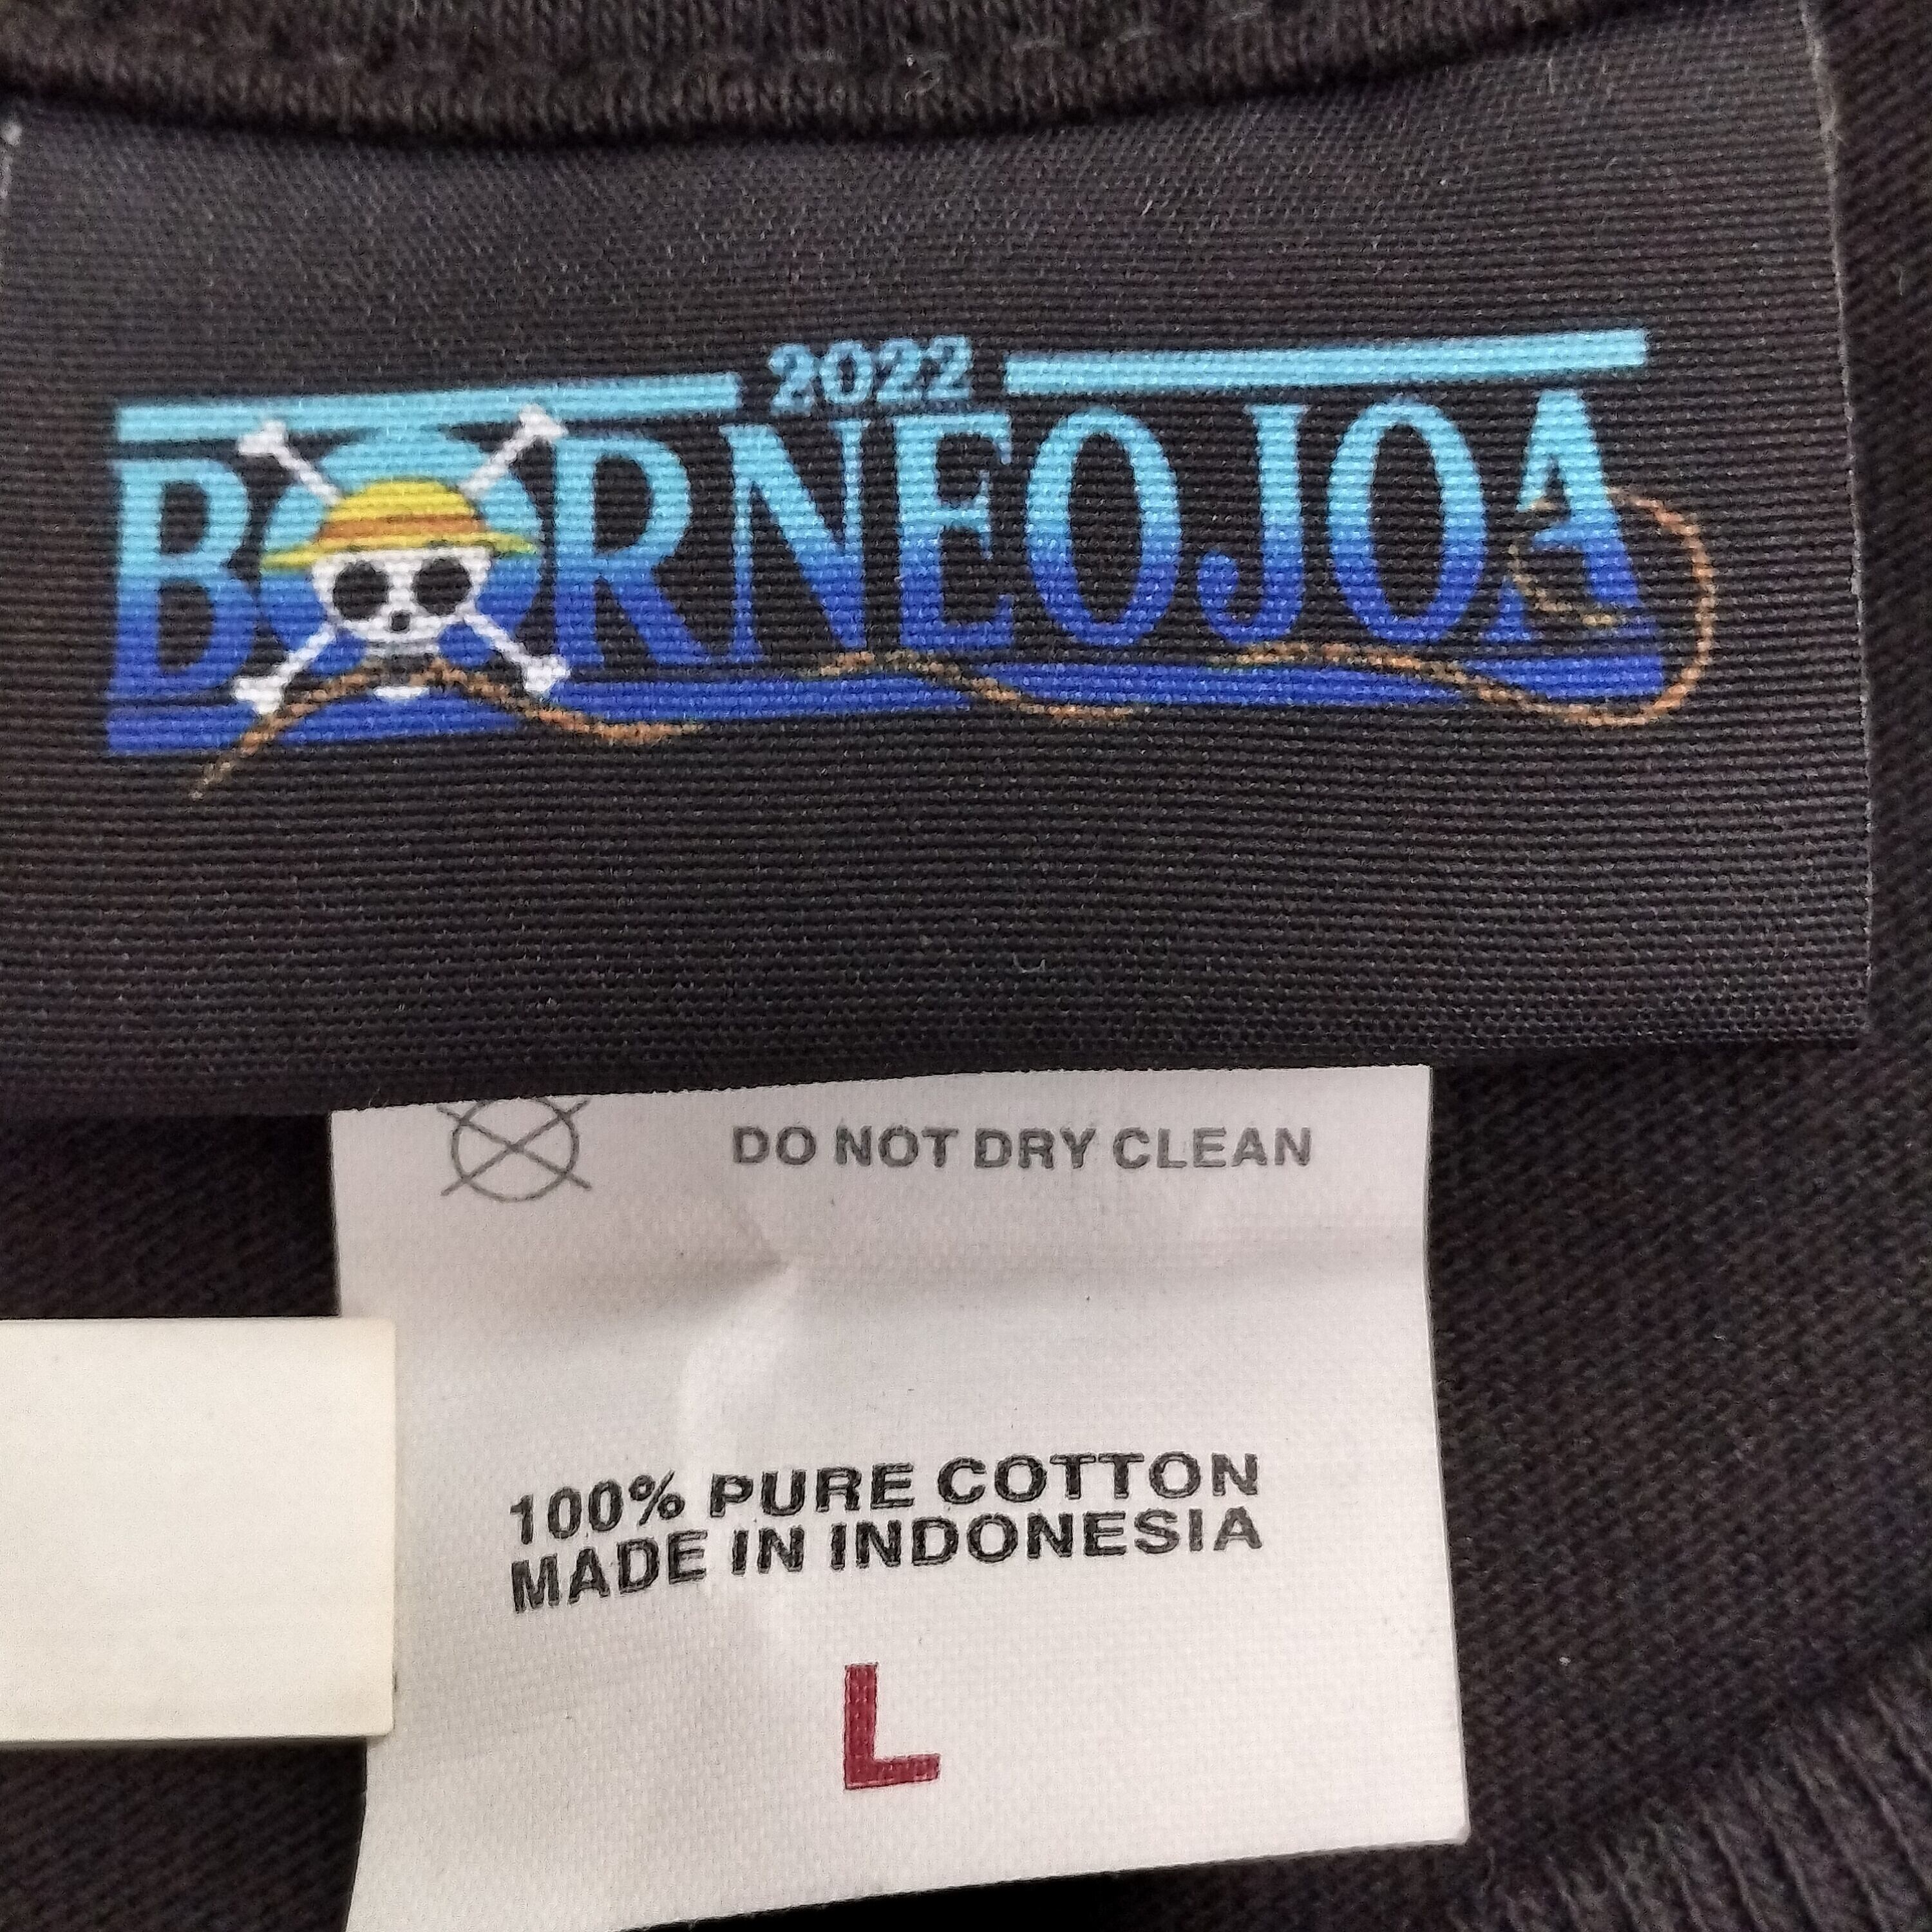 2022
BORNEOJOA
DO NOT DRY CLEAN
100% PURE COTTON
MADE IN INDONESIA
L